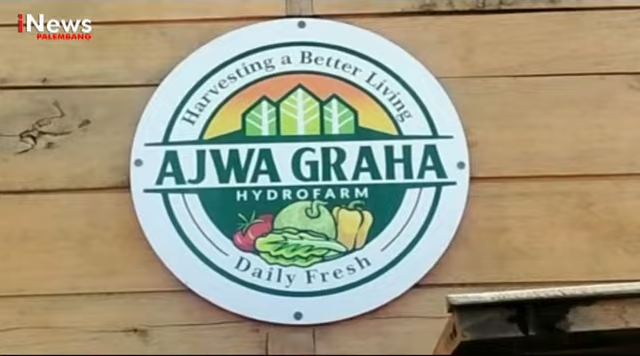 iNews
PALEMBANG
Harvesting a Better Living
AJWA GRAHA
HYDROFARM
Daily Fresh